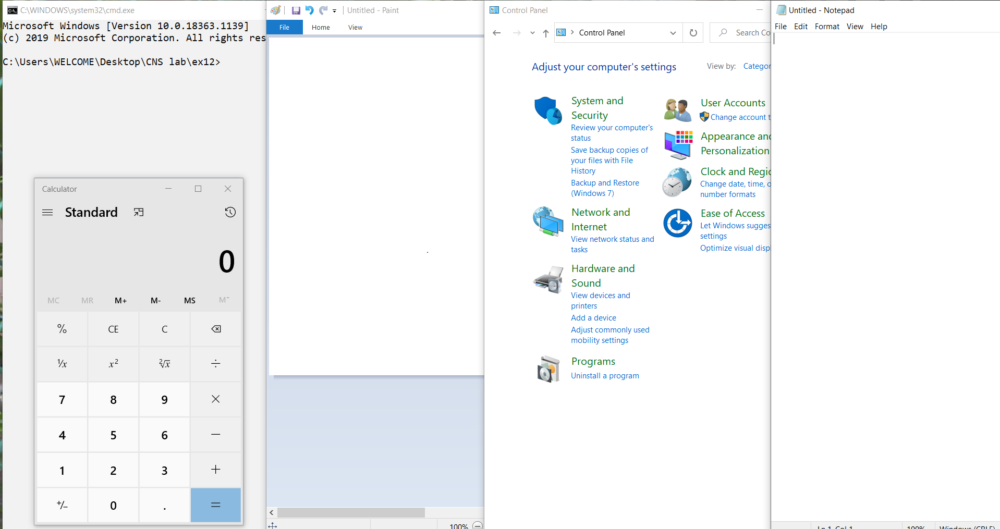 C:\WINDOWS\system32\cmd.exe
Microsoft Windows [Version 10.0.18363.1139]
(c) 2019 Microsoft Corporation. All rights res
C:\Users\WELCOME\Desktop\CNS lab\ex12>
Calculator
Standard
0
MC MR M+ M- MS M˅
% CE C
¹/x x² ²√x ÷
7 8 9 ×
4 5 6 −
1 2 3 +
+/− 0 . =
Untitled - Paint
File Home View
100%
Control Panel
Control Panel
Search Co
Adjust your computer's settings
View by: Categor
System and
Security
Review your computer's
status
Save backup copies of
your files with File
History
Backup and Restore
(Windows 7)
Network and
Internet
View network status and
tasks
Hardware and
Sound
View devices and
printers
Add a device
Adjust commonly used
mobility settings
Programs
Uninstall a program
User Accounts
Change account t
Appearance and
Personalization
Clock and Regio
Change date, time, o
number formats
Ease of Access
Let Windows sugges
settings
Optimize visual disp
Untitled - Notepad
File Edit Format View Help
Ln 1, Col 1 100% Windows (CRLF)